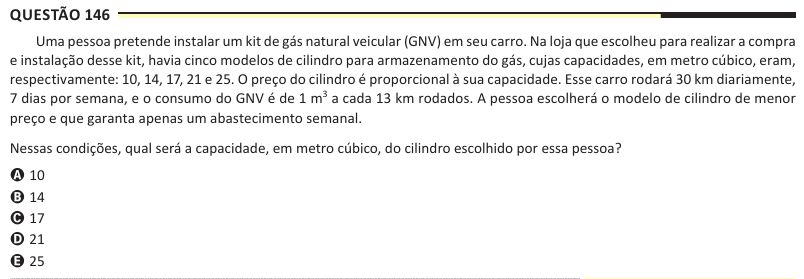 QUESTÃO 146
Uma pessoa pretende instalar um kit de gás natural veicular (GNV) em seu carro. Na loja que escolheu para realizar a compra
e instalação desse kit, havia cinco modelos de cilindro para armazenamento do gás, cujas capacidades, em metro cúbico, eram,
respectivamente: 10, 14, 17, 21 e 25. O preço do cilindro é proporcional à sua capacidade. Esse carro rodará 30 km diariamente,
7 dias por semana, e o consumo do GNV é de 1 m³ a cada 13 km rodados. A pessoa escolherá o modelo de cilindro de menor
preço e que garanta apenas um abastecimento semanal.
Nessas condições, qual será a capacidade, em metro cúbico, do cilindro escolhido por essa pessoa?
A 10
B 14
C 17
D 21
E 25